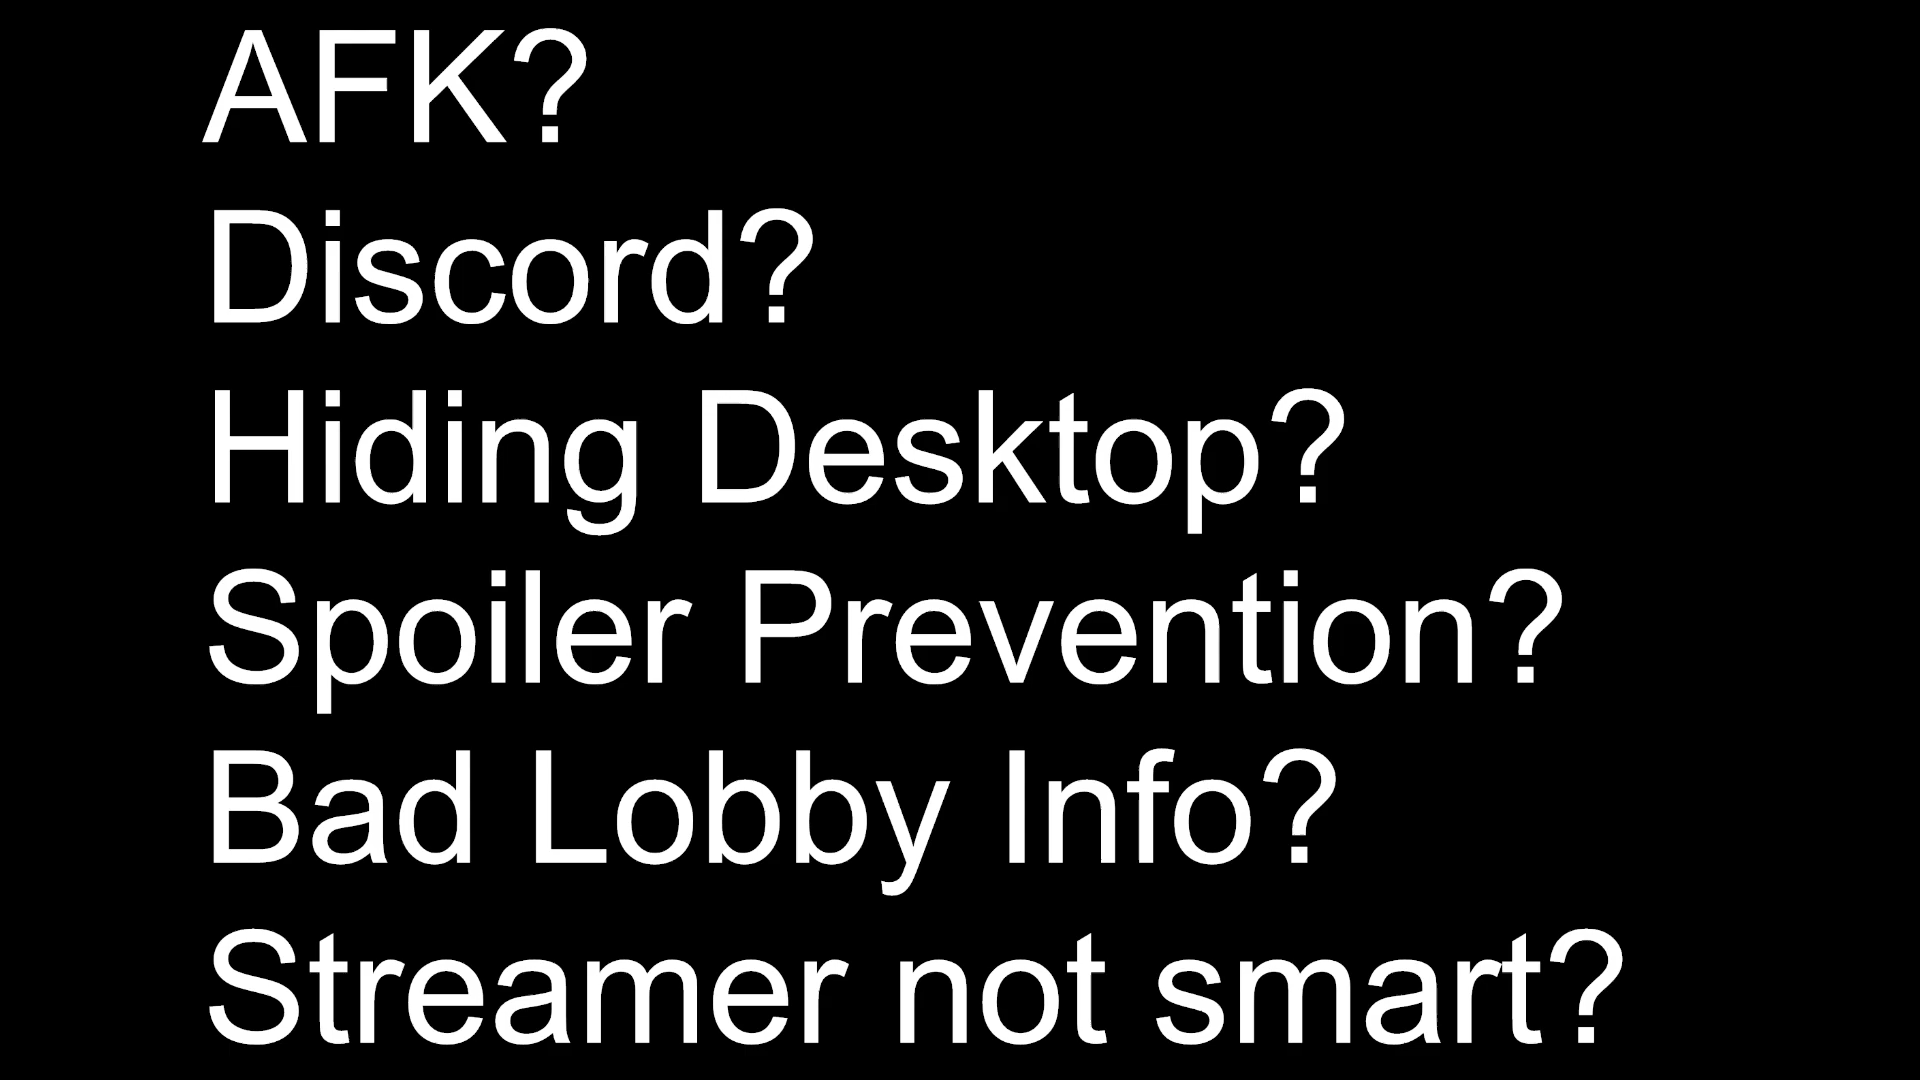 AFK?
Discord?
Hiding Desktop?
Spoiler Prevention?
Bad Lobby Info?
Streamer not smart?